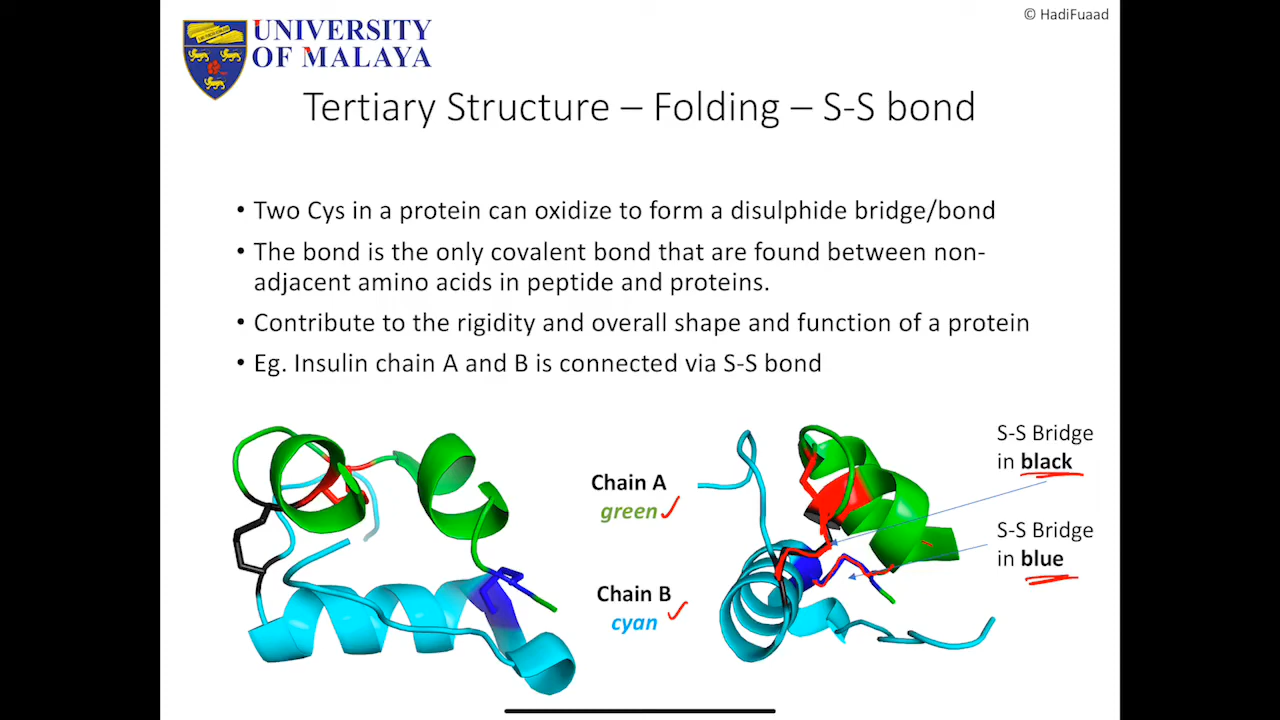 © HadiFuaad
UNIVERSITY
OF MALAYA
Tertiary Structure – Folding – S-S bond
• Two Cys in a protein can oxidize to form a disulphide bridge/bond
• The bond is the only covalent bond that are found between non-
adjacent amino acids in peptide and proteins.
• Contribute to the rigidity and overall shape and function of a protein
• Eg. Insulin chain A and B is connected via S-S bond
Chain A
green
Chain B
cyan
S-S Bridge
in black
S-S Bridge
in blue